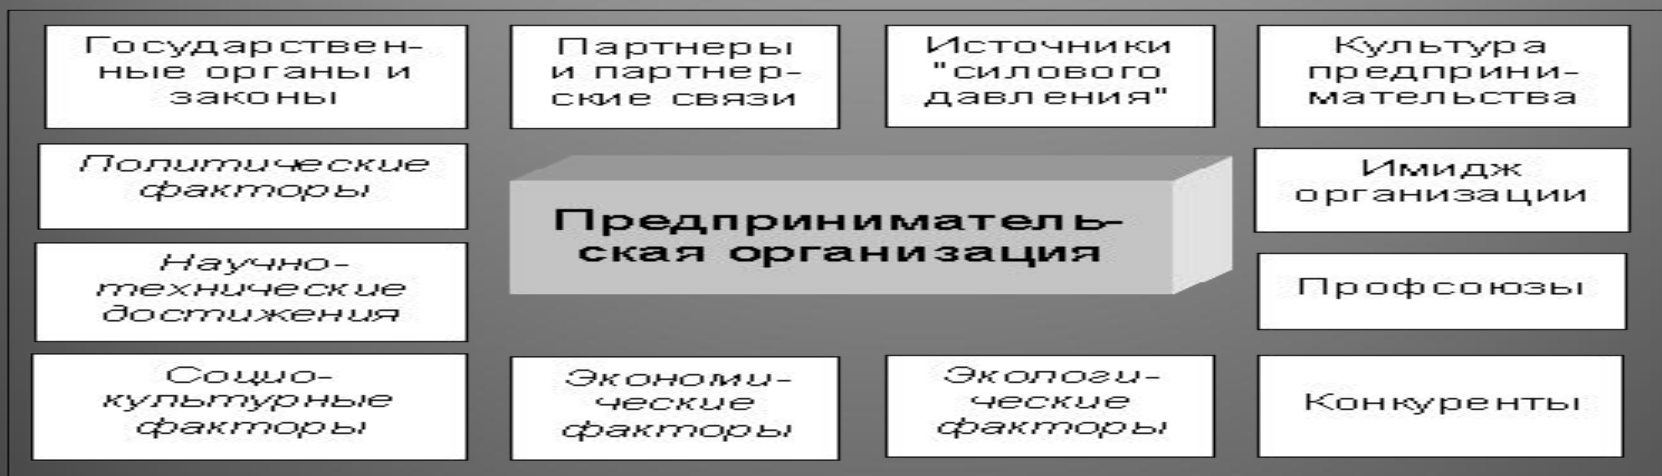 Государствен-
ные органы и
законы
Партнеры
и партнер-
ские связи
Источники
"силового
давления"
Культура
предприни-
мательства
Политические
факторы
Предприниматель-
ская организация
Имидж
организации
Научно-
технические
достижения
Профсоюзы
Социо-
культурные
факторы
Экономи-
ческие
факторы
Экологи-
ческие
факторы
Конкуренты